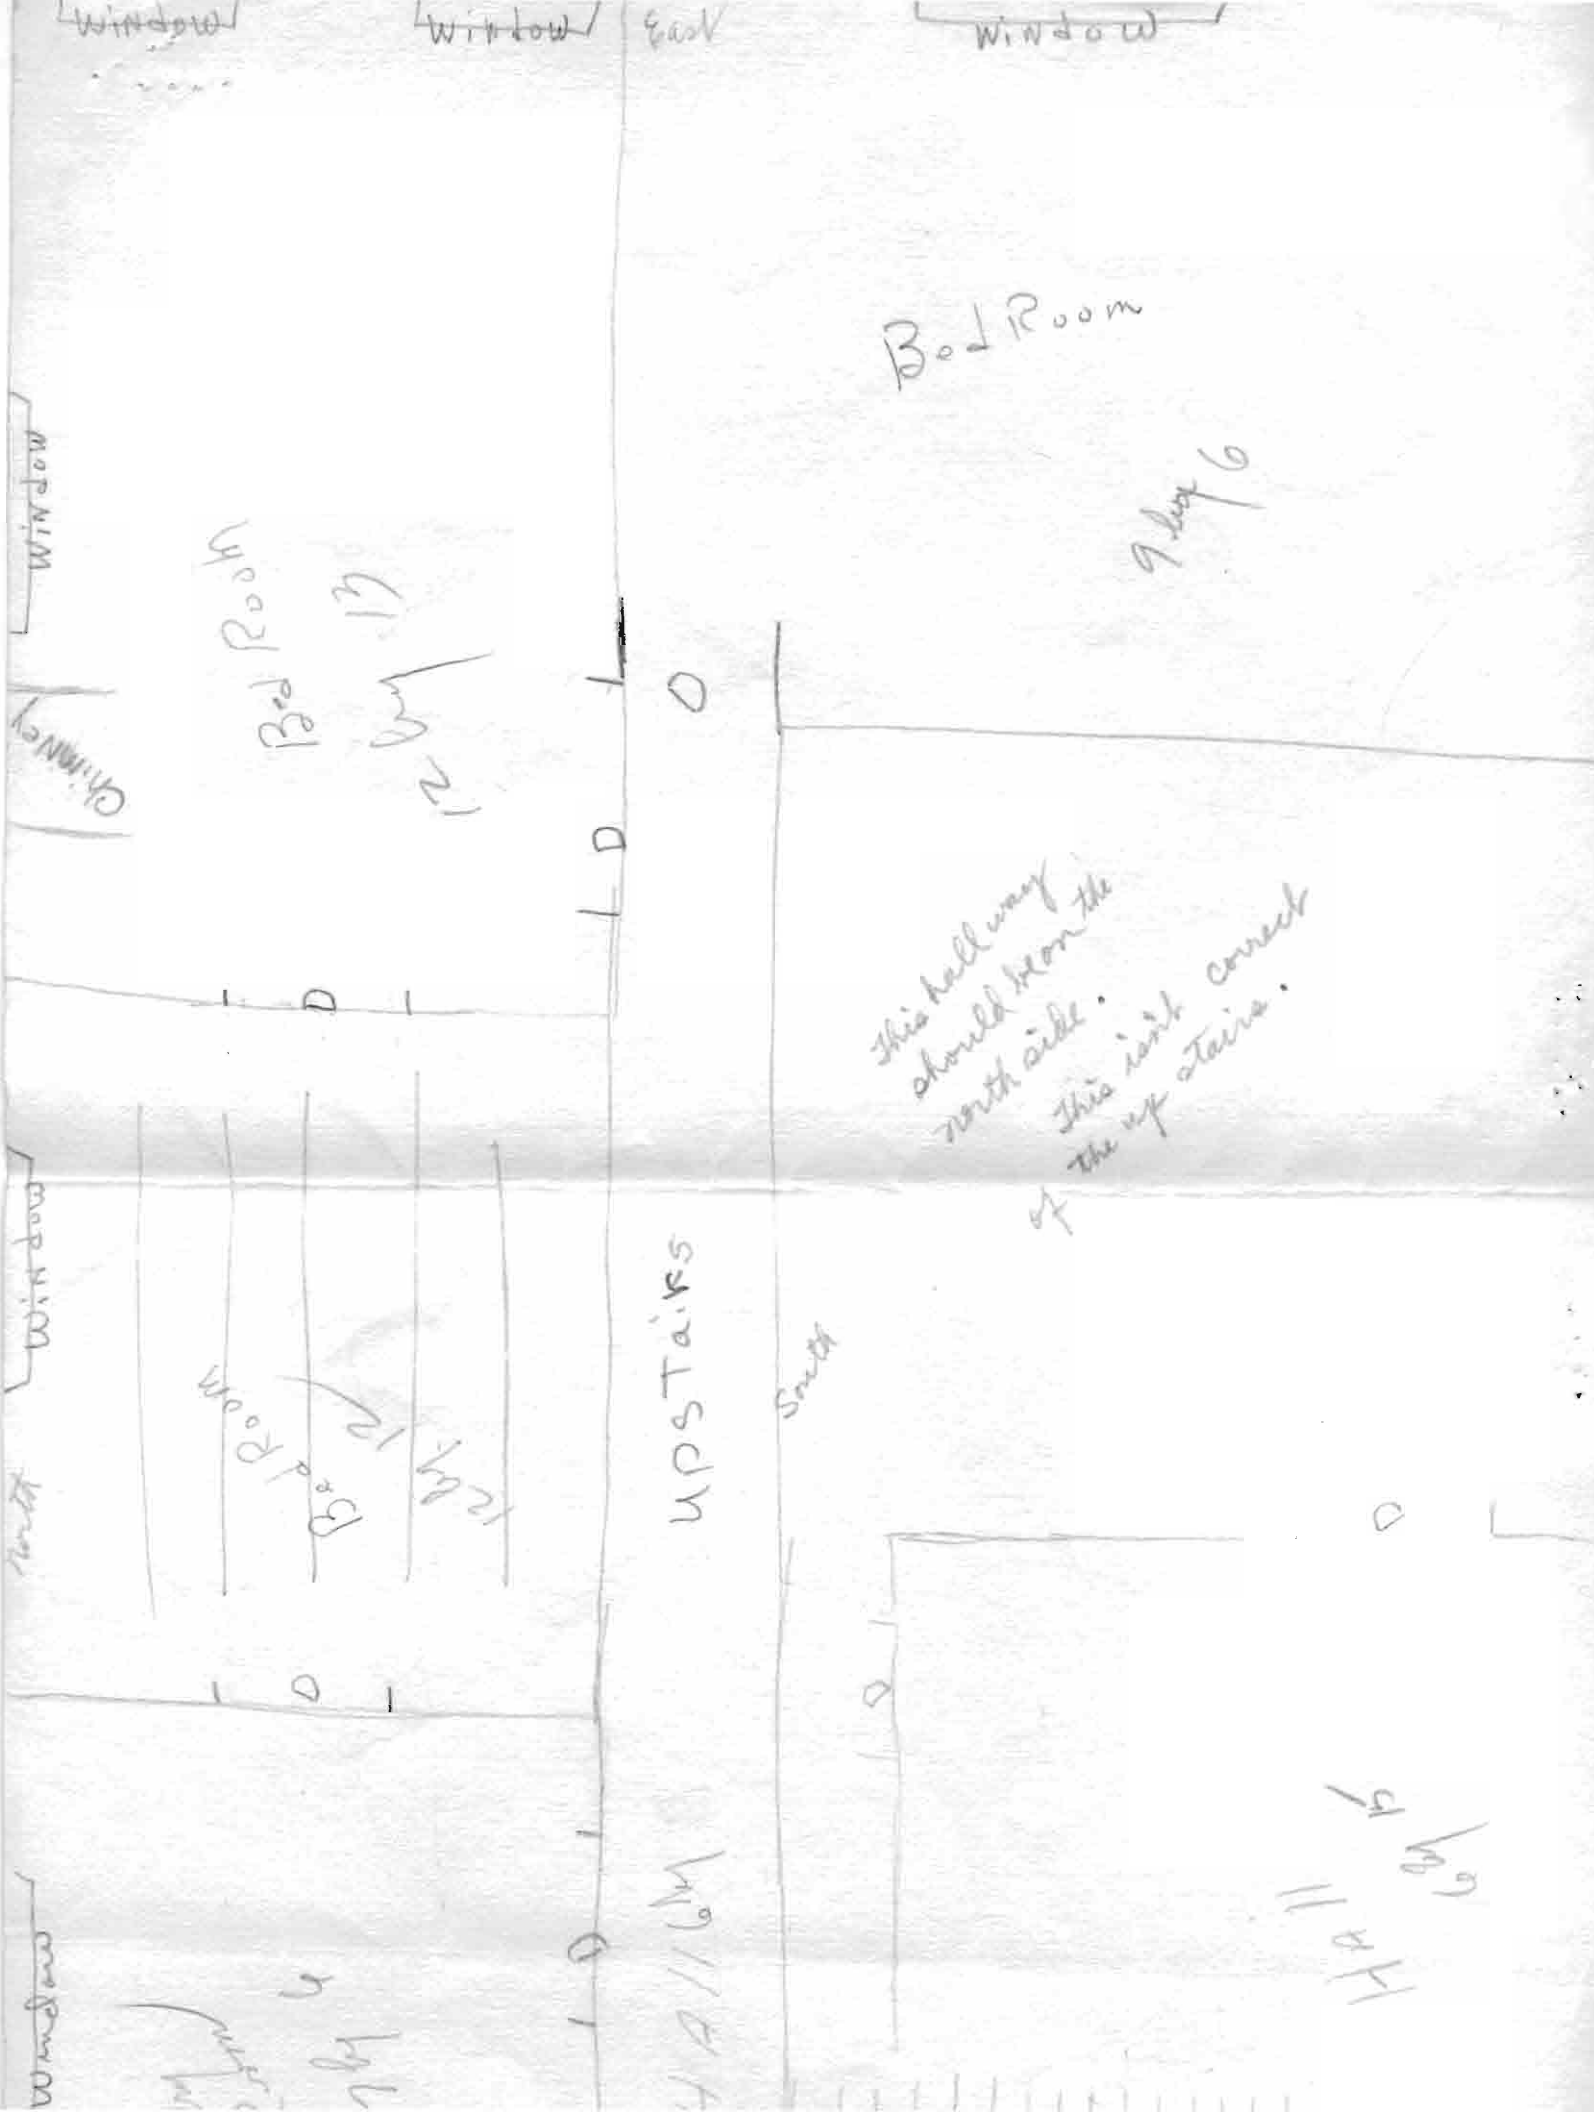 Window
Window
East
Window
Bed Room
9 by 6
Window
Bed Room
12 by 13
Chimney
D
D
D
This hallway
should be on the
north side.
This isn't correct
of the up stairs.
Window
north
Bed Room
12
12 by
UPSTairs
South
D
D
D
D
Window
HAll
HAll
6 by